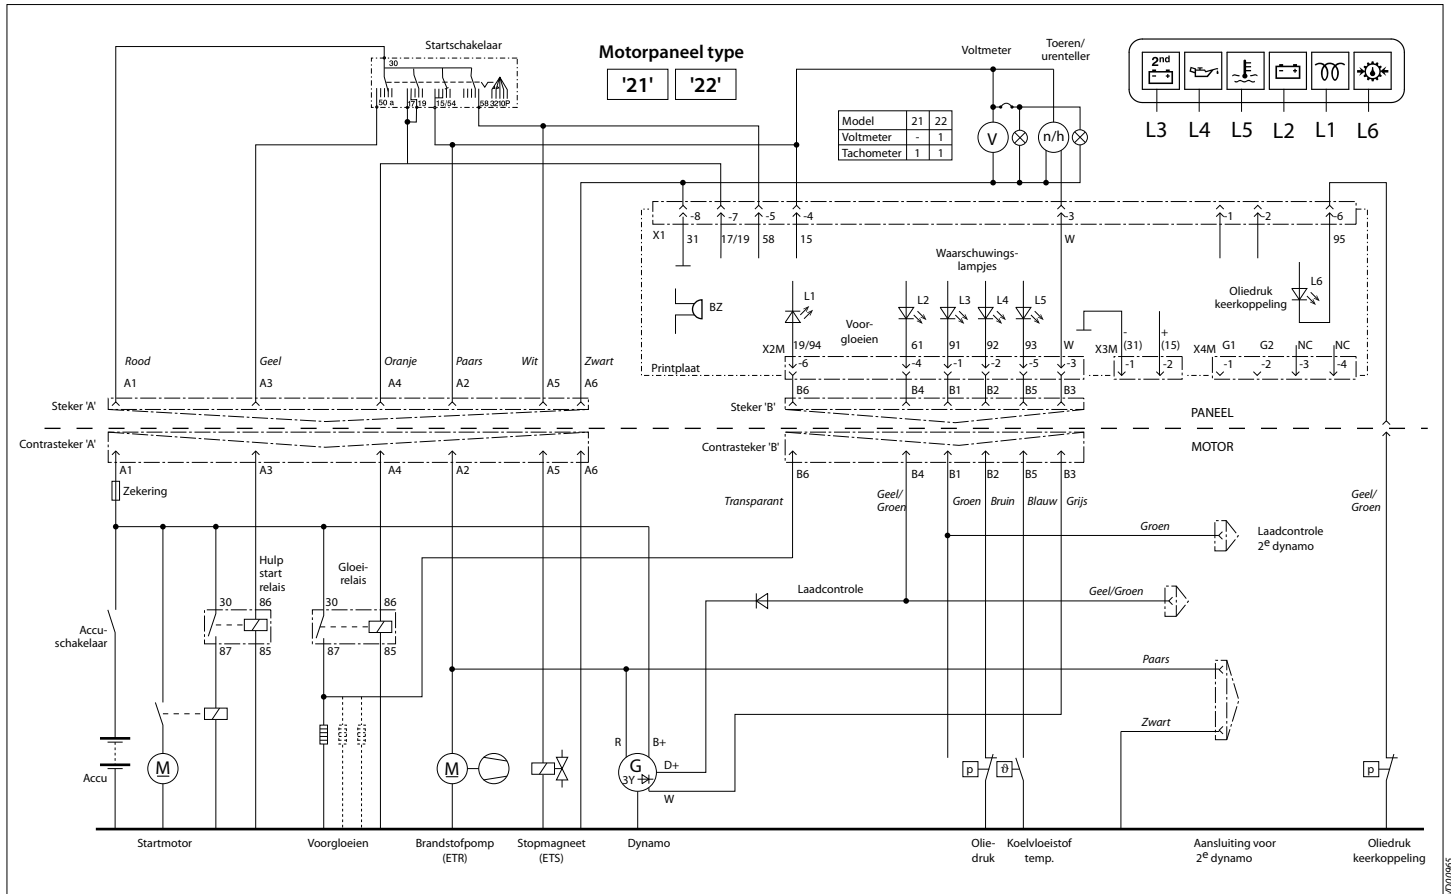 Startschakelaar
30
50 a
17
19
15/54
58
3210P
Motorpaneel type
'21' '22'
Voltmeter
Toeren/
urenteller
Model 21 22
Voltmeter - 1
Tachometer 1 1
V
n/h
2nd
L3 L4 L5 L2 L1 L6
-8 -7 -5 -4 -3 -1 -2 -6
X1 31 17/19 58 15 W 95
Waarschuwings-
lampjes
BZ
L1
Voor-
gloeien
L2 L3 L4 L5
Oliedruk
keerkoppeling
L6
X2M 19/94 61 91 92 93 W
-6 -4 -1 -2 -5 -3
X3M
- +
(31) (15)
-1 -2
X4M G1 G2 NC NC
-1 -2 -3 -4
Printplaat
Rood Geel Oranje Paars Wit Zwart
A1 A3 A4 A2 A5 A6
B6 B4 B1 B2 B5 B3
Steker 'A'
Steker 'B'
PANEEL
Contrasteker 'A'
Contrasteker 'B'
MOTOR
A1 A3 A4 A2 A5 A6
B6 B4 B1 B2 B5 B3
Zekering
Transparant
Geel/
Groen
Groen Bruin Blauw Grijs
Geel/
Groen
Groen
Laadcontrole
2e dynamo
Hulp
start
relais
Gloei-
relais
30 86
87 85
30 86
87 85
Accu-
schakelaar
Laadcontrole
Geel/Groen
Paars
Zwart
R B+
G
3Y
D+
W
Accu
M
M
p
ϑ
p
Startmotor
Voorgloeien
Brandstofpomp
(ETR)
Stopmagneet
(ETS)
Dynamo
Olie-
druk
Koelvloeistof
temp.
Aansluiting voor
2e dynamo
Oliedruk
keerkoppeling